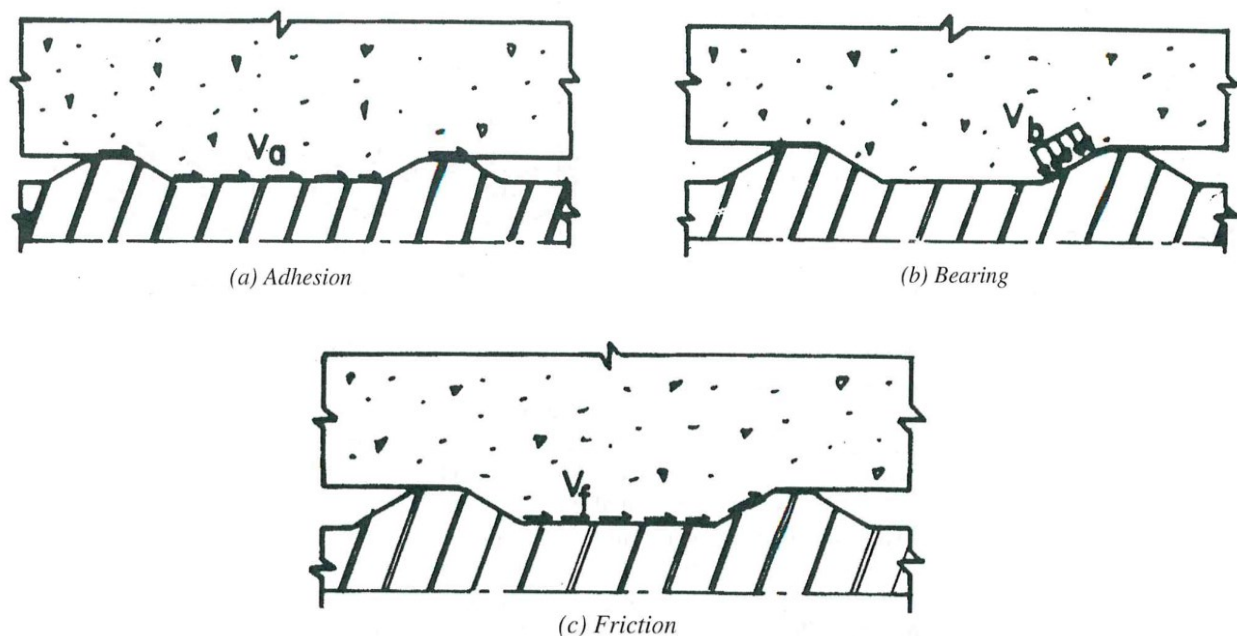 Va
(a) Adhesion
Vb
(b) Bearing
Vf
(c) Friction